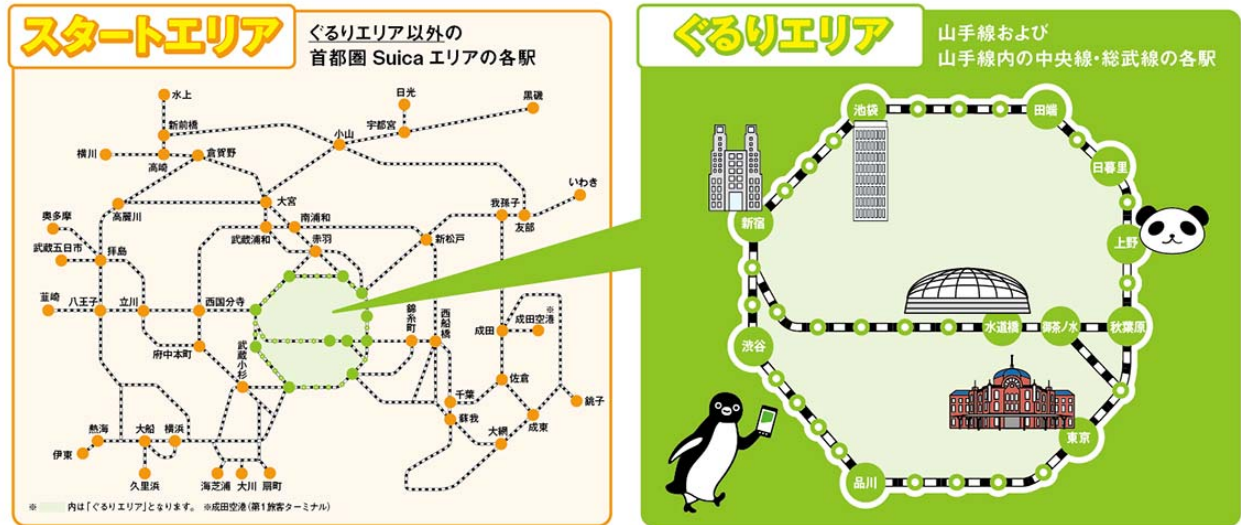 スタートエリア
ぐるりエリア以外の
首都圏 Suica エリアの各駅
水上
日光
黒磯
新前橋
宇都宮
小山
横川
高崎
倉賀野
いわき
大宮
我孫子
友部
奥多摩
高麗川
南浦和
武蔵浦和
赤羽
新松戸
武蔵五日市
拝島
韮崎
八王子
立川
西国分寺
錦糸町
西船橋
成田
成田空港
※
府中本町
武蔵小杉
千葉
佐倉
蘇我
銚子
熱海
大船
横浜
大網
成東
伊東
久里浜
海芝浦
大川
扇町
※ 内は「ぐるりエリア」となります。 ※成田空港(第1旅客ターミナル)
ぐるりエリア
山手線および
山手線内の中央線・総武線の各駅
池袋
田端
日暮里
新宿
上野
水道橋
御茶ノ水
秋葉原
渋谷
東京
品川